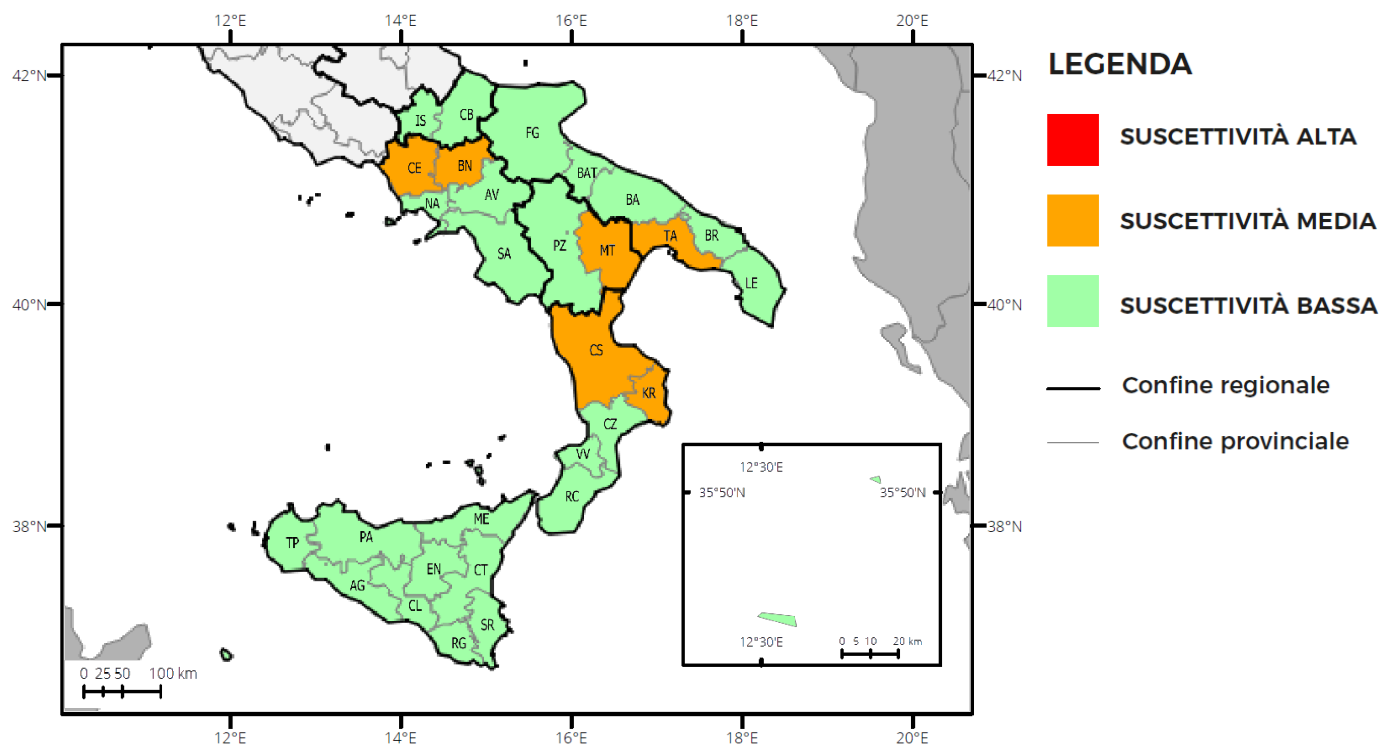 12°E 14°E 16°E 18°E 20°E
LEGENDA
42°N 42°N
SUSCETTIVITÀ ALTA
SUSCETTIVITÀ MEDIA
SUSCETTIVITÀ BASSA
Confine regionale
Confine provinciale
IS CB FG
CE BN BAT
AV NA BA
SA PZ MT TA BR
LE
40°N 40°N
CS
KR
CZ
VV
RC
38°N 38°N
ME
TP PA
EN CT
AG
CL
SR
RG
12°30'E
35°50'N 35°50'N
12°30'E
0 5 10 20 km
0 25 50 100 km
12°E 14°E 16°E 18°E 20°E